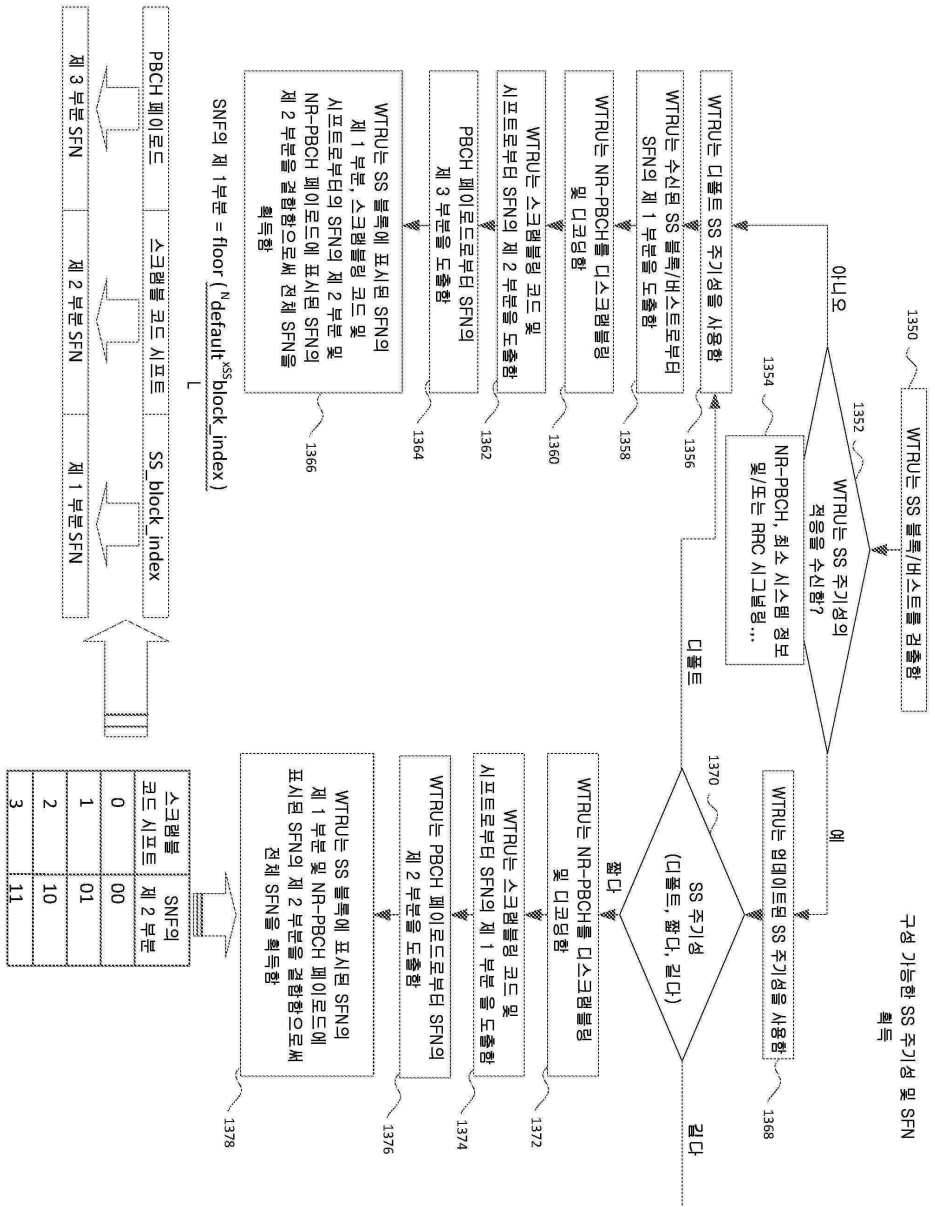 구성 가능한 SS 주기성 및 SFN
획득
1350
WTRU는 SS 블록/버스트를 검출함
1352
WTRU는 SS 주기성의
적응을 수신함?
1354
NR-PBCH, 최소 시스템 정보
및/또는 RRC 시그널링,..
아니오
예
1356
WTRU는 디폴트 SS 주기성을 사용함
1358
WTRU는 수신된 SS 블록/버스트로부터
SFN의 제 1 부분을 도출함
1360
WTRU는 NR-PBCH를 디스크램블링
및 디코딩함
1362
WTRU는 스크램블링 코드 및
시프트로부터 SFN의 제 2 부분을 도출함
1364
PBCH 페이로드로부터 SFN의
제 3 부분을 도출함
1366
WTRU는 SS 블록에 표시된 SFN의
제 1 부분, 스크램블링 코드 및
시프트로부터의 SFN의 제 2 부분 및
NR-PBCH 페이로드에 표시된 SFN의
제 2 부분을 결합함으로써 전체 SFN을
획득함
1368
WTRU는 업데이트된 SS 주기성을 사용함
1370
SS 주기성
(디폴트, 짧다, 길다)
디폴트
짧다
길다
1372
WTRU는 NR-PBCH를 디스크램블링
및 디코딩함
1374
WTRU는 스크램블링 코드 및
시프트로부터 SFN의 제 1 부분을 도출함
1376
WTRU는 PBCH 페이로드로부터 SFN의
제 2 부분을 도출함
1378
WTRU는 SS 블록에 표시된 SFN의
제 1 부분 및 NR-PBCH 페이로드에
표시된 SFN의 제 2 부분을 결합함으로써
전체 SFN을 획득함
SNF의 제 1부분 = floor ( N default xSS block_index )
L
PBCH 페이로드
스크램블 코드 시프트
SS_block_index
제 3 부분 SFN
제 2 부분 SFN
제 1 부분 SFN
스크램블
코드 시프트
SNF의
제 2 부분
0 00
1 01
2 10
3 11